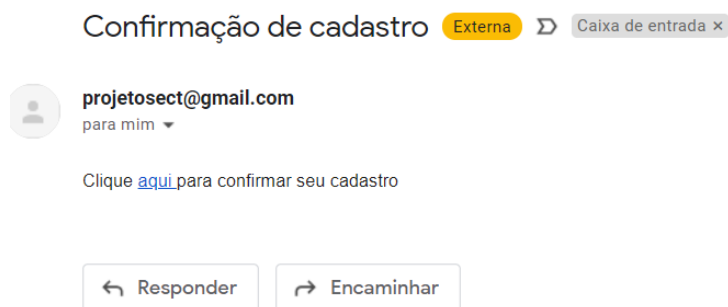 Confirmação de cadastro Externa Caixa de entrada ×
projetosect@gmail.com
para mim
Clique aqui para confirmar seu cadastro
Responder Encaminhar